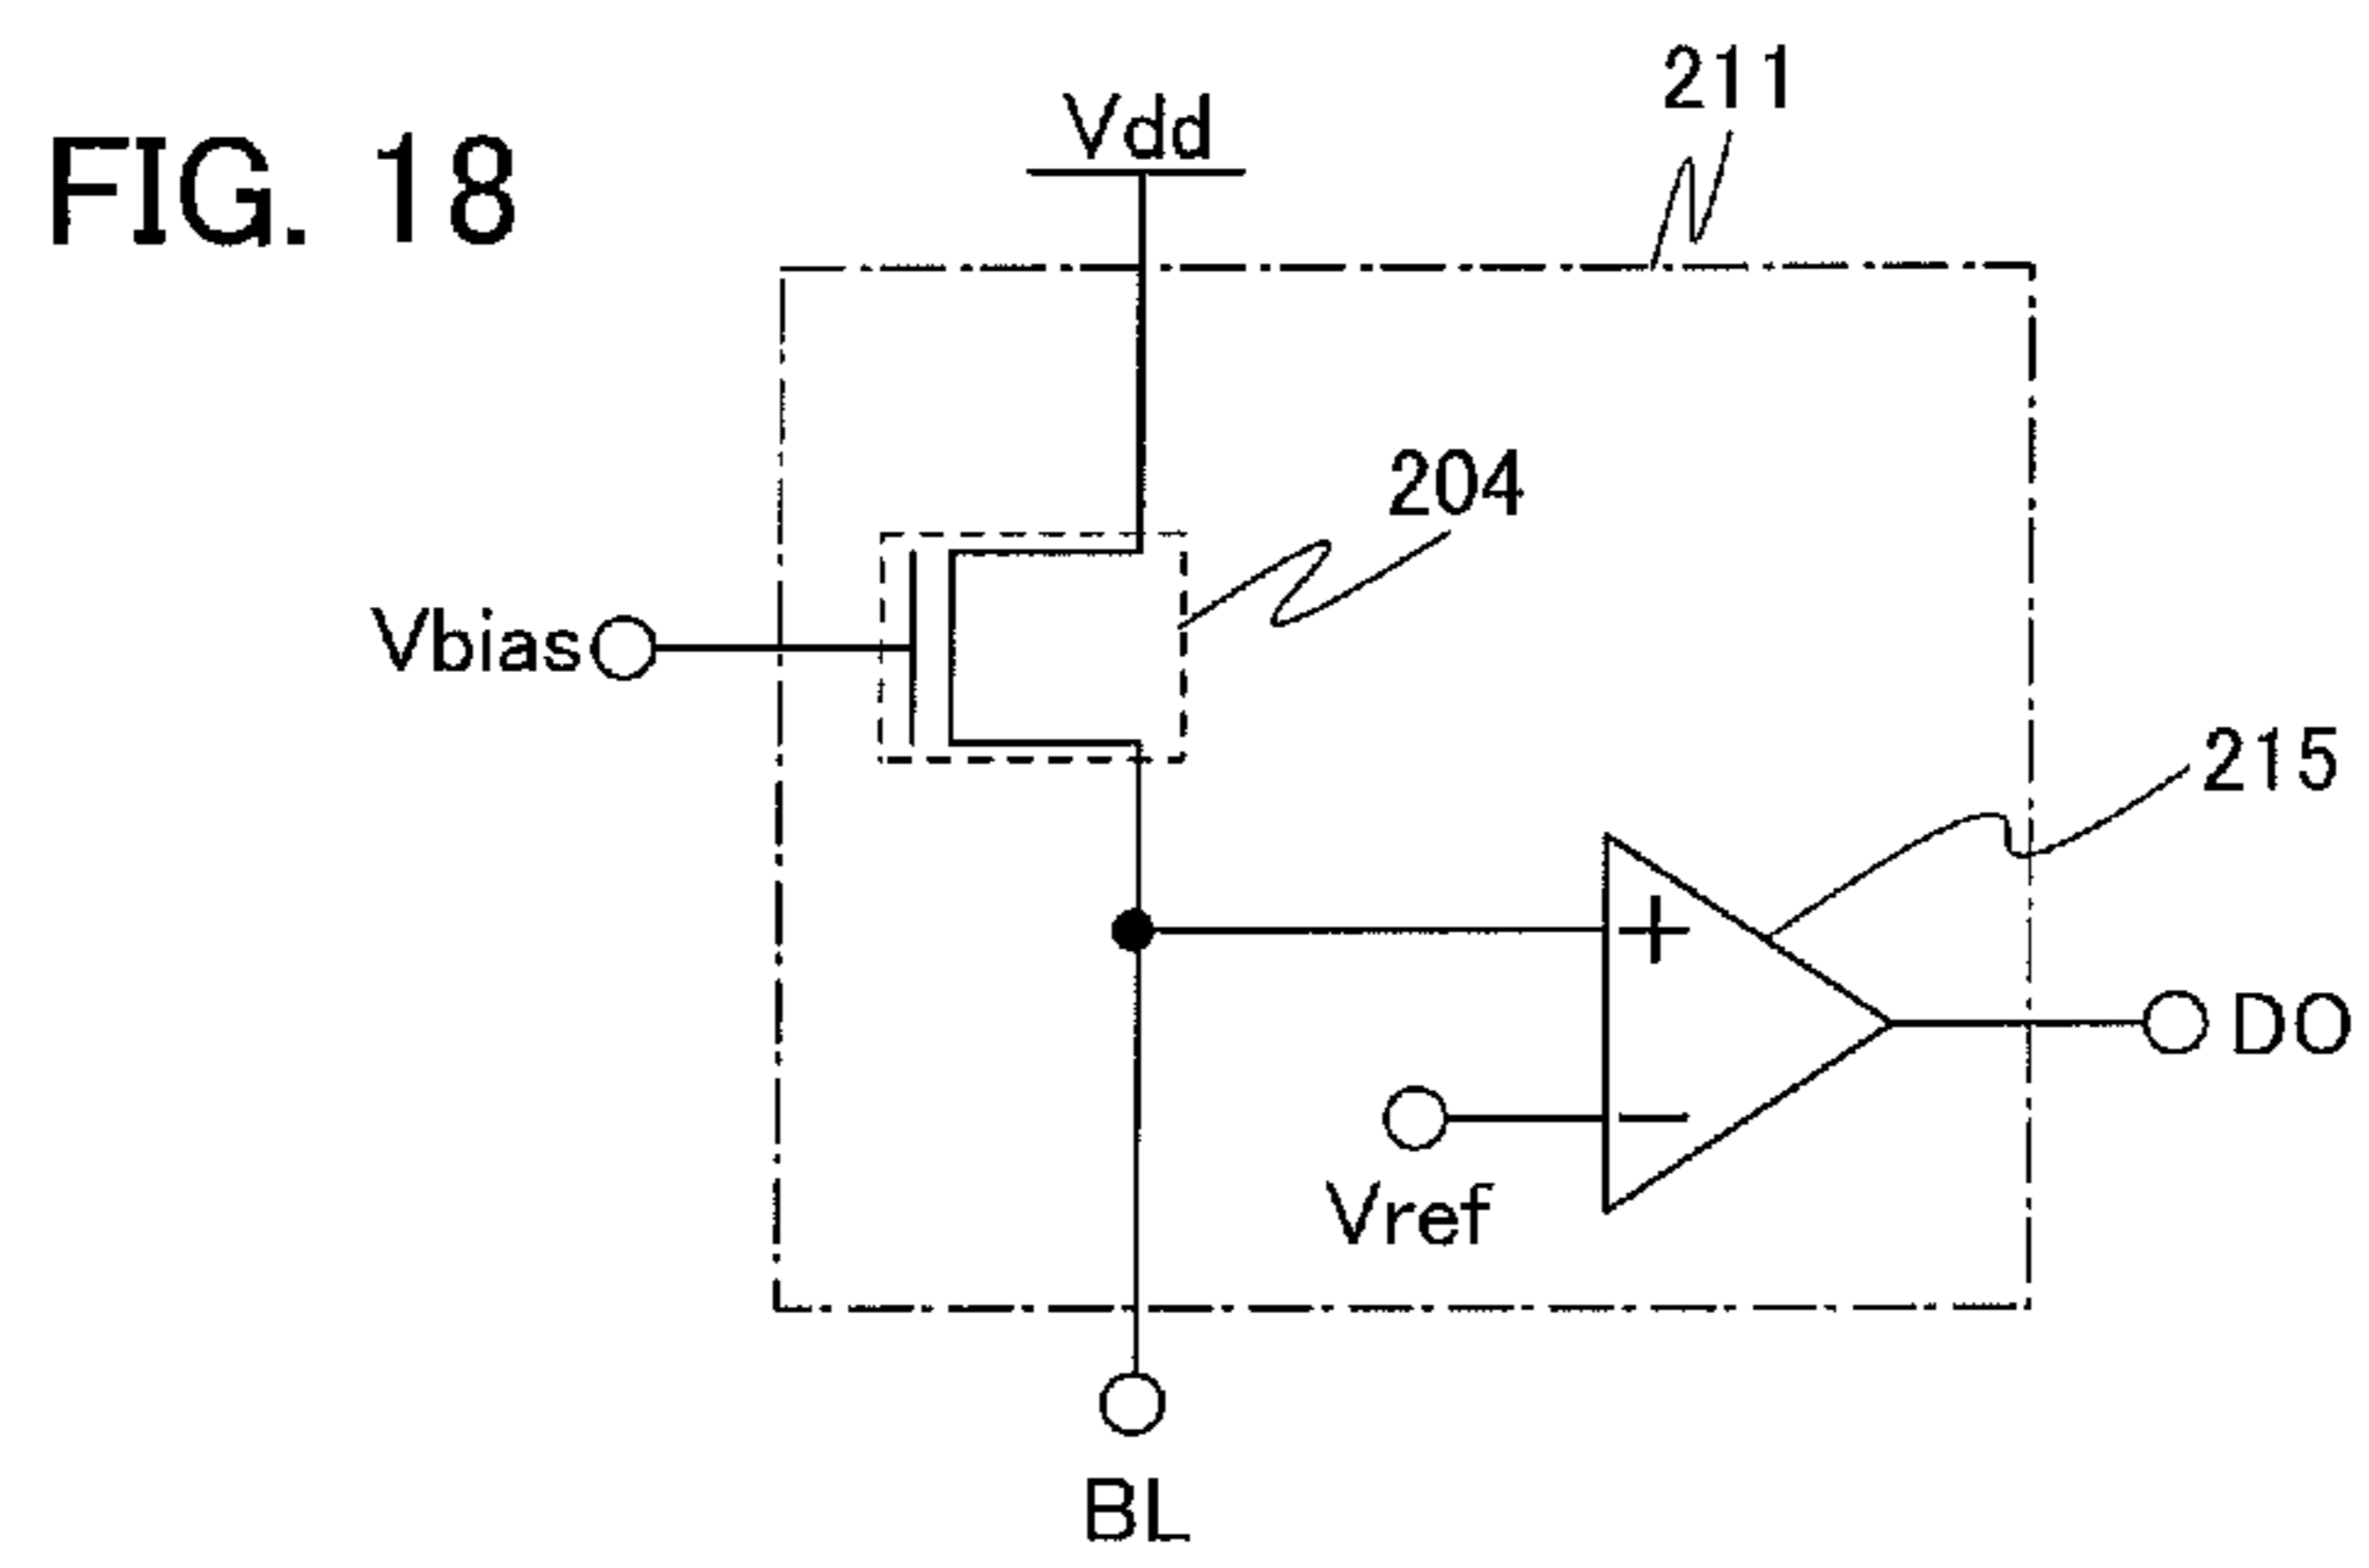 FIG. 18
211
Vdd
204
Vbias
215
+
DO
−
Vref
BL